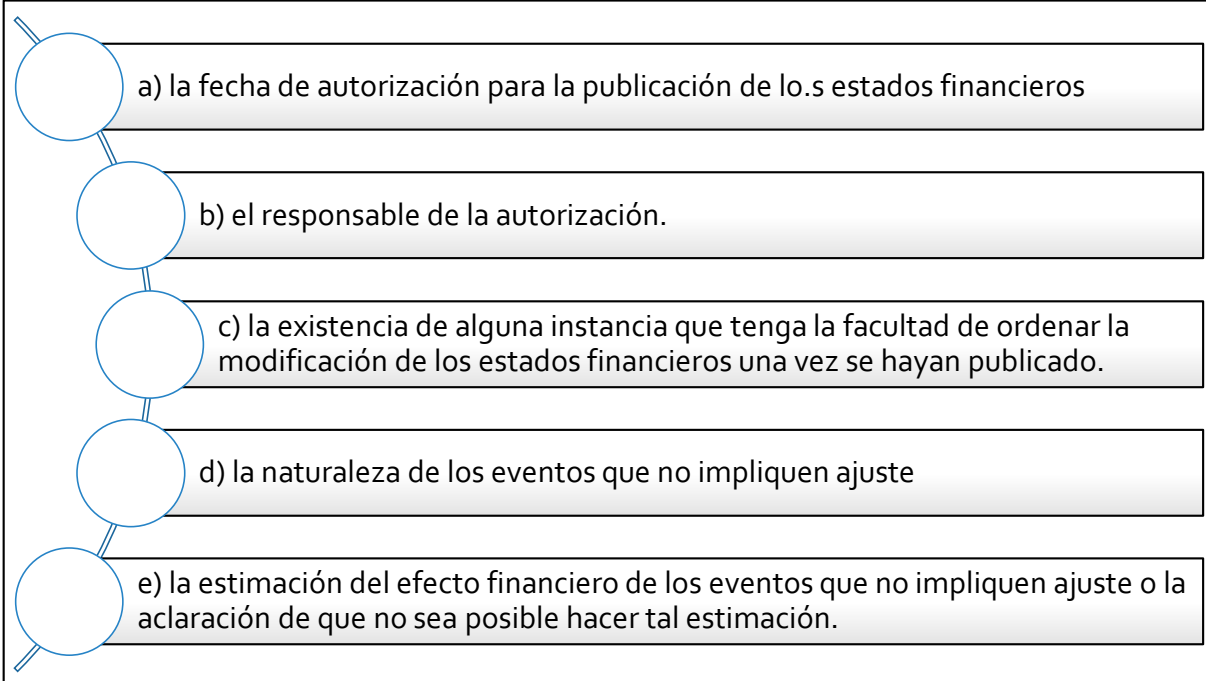 a) la fecha de autorización para la publicación de lo.s estados financieros
b) el responsable de la autorización.
c) la existencia de alguna instancia que tenga la facultad de ordenar la
modificación de los estados financieros una vez se hayan publicado.
d) la naturaleza de los eventos que no impliquen ajuste
e) la estimación del efecto financiero de los eventos que no impliquen ajuste o la
aclaración de que no sea posible hacer tal estimación.